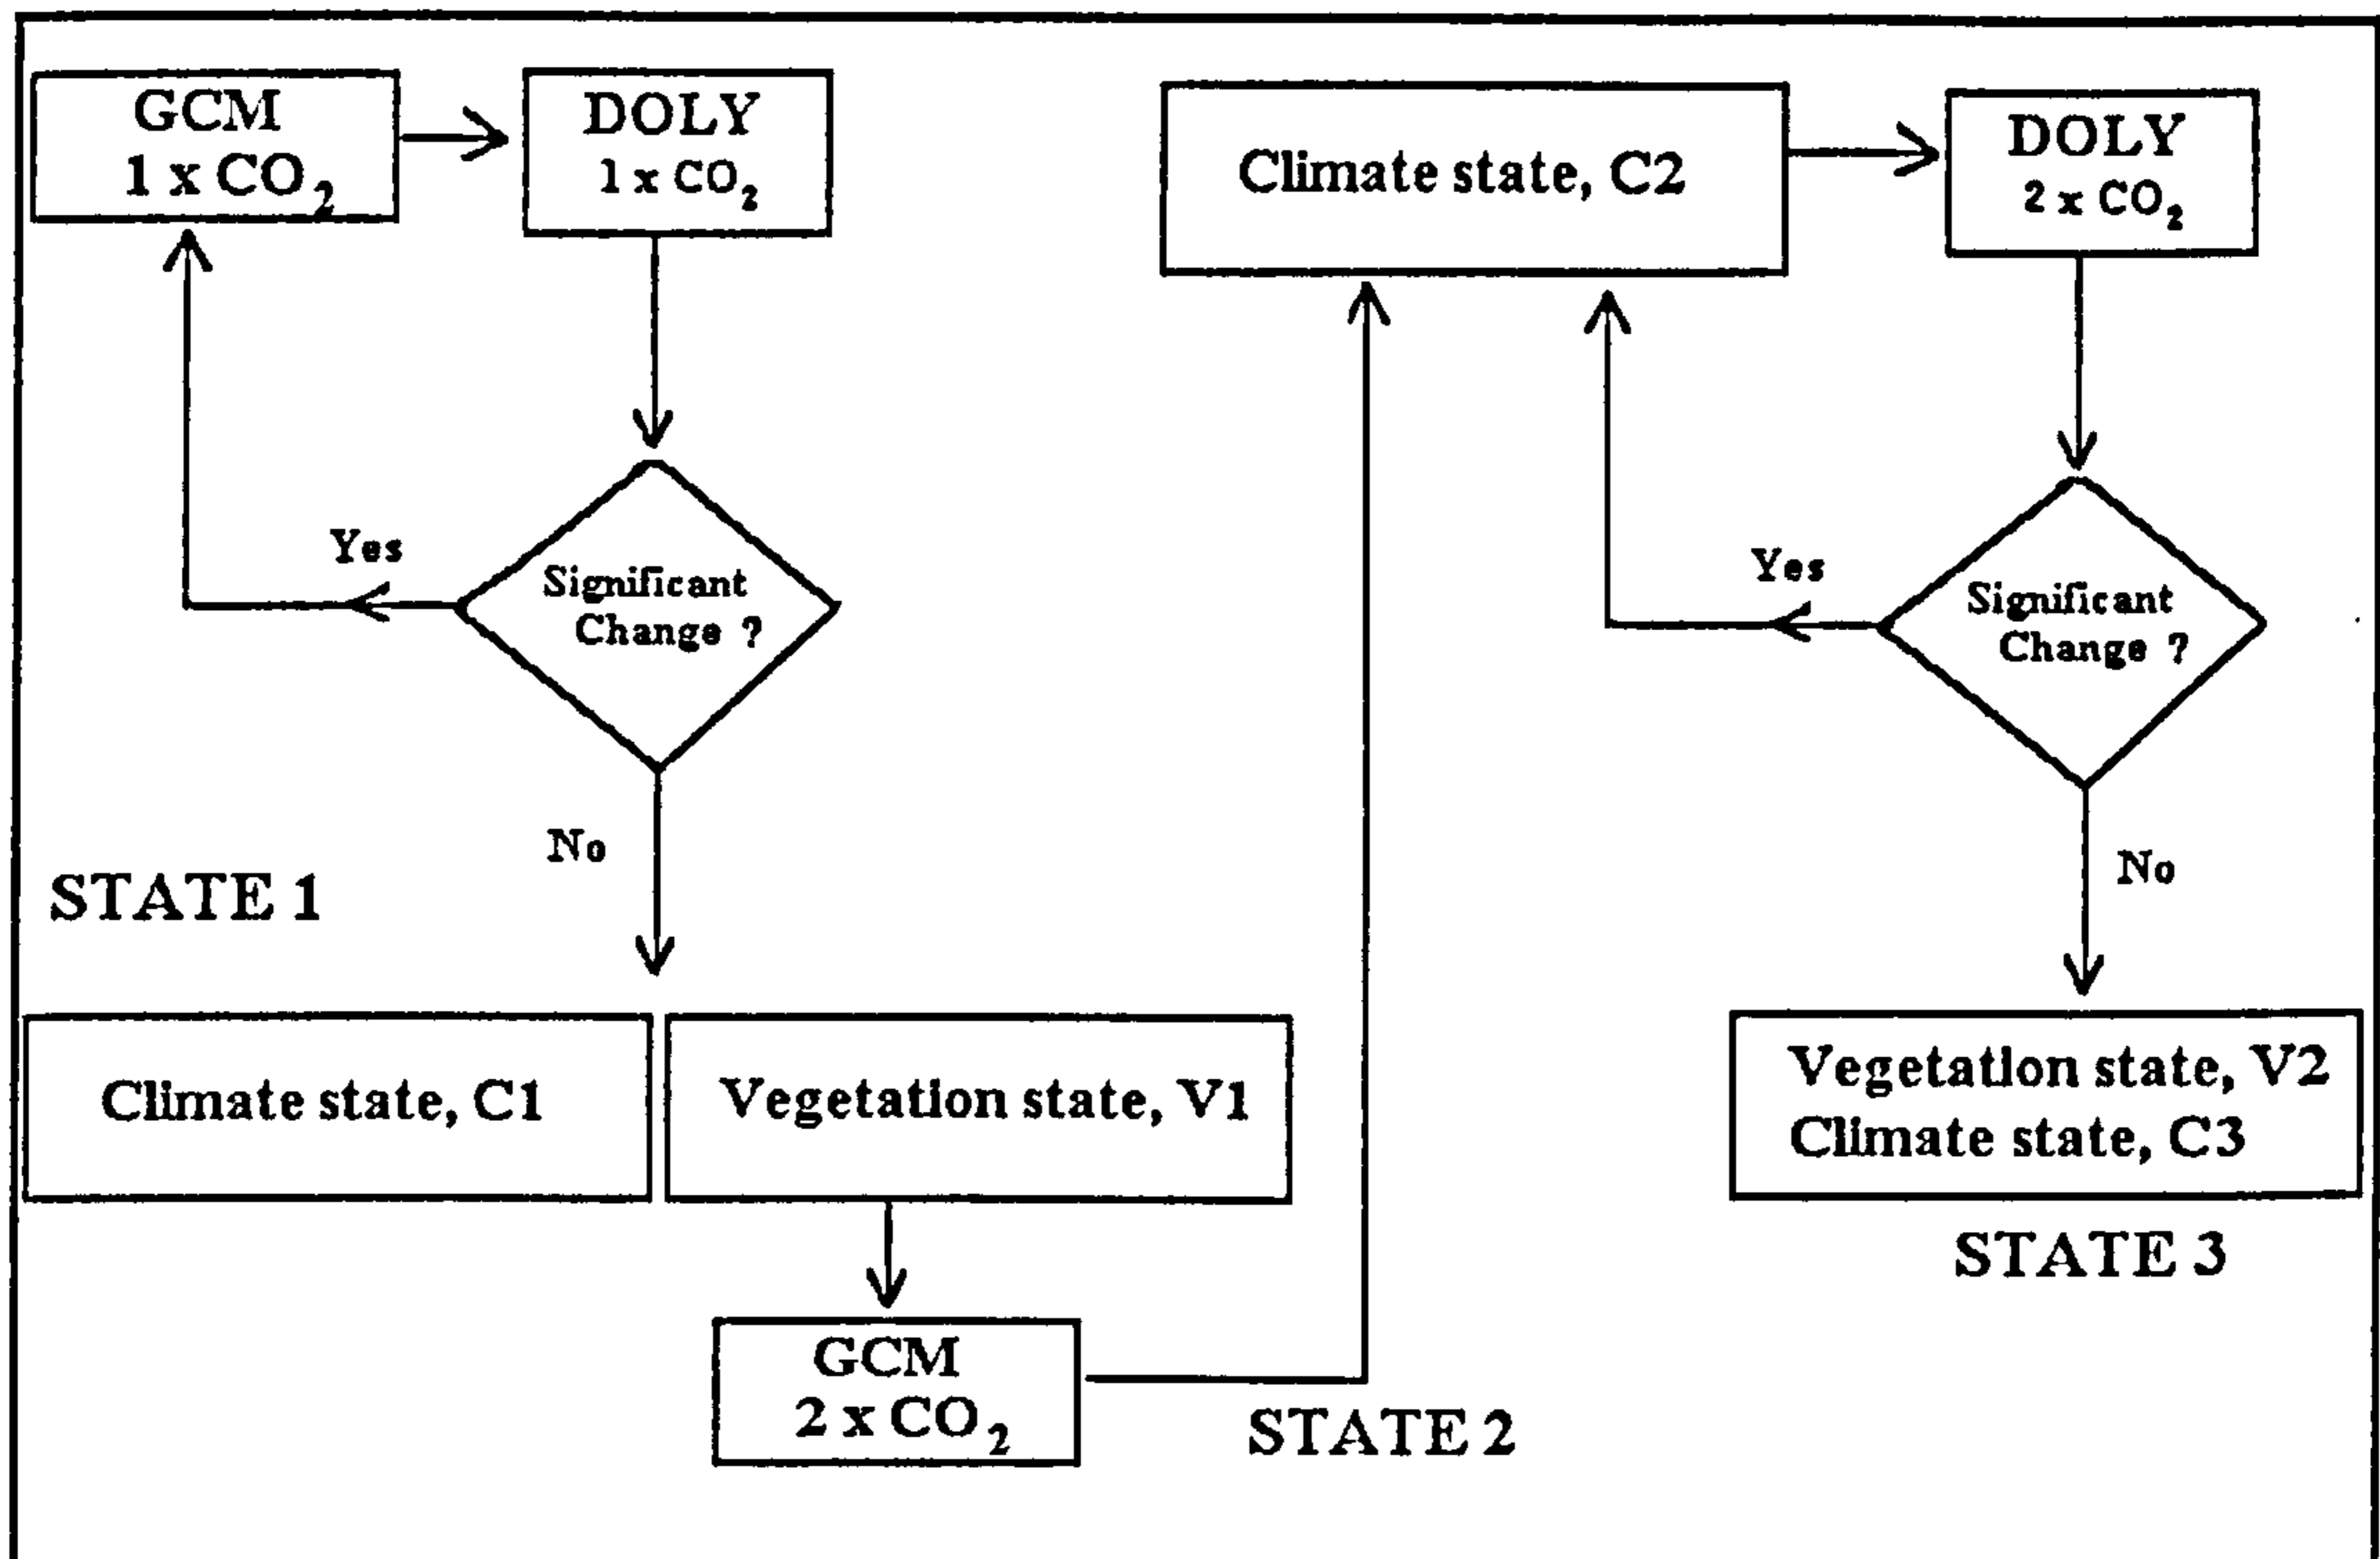 GCM
1 x CO₂
DOLY
1 x CO₂
Yes
Significant
Change ?
No
STATE 1
Climate state, C1
Vegetation state, V1
GCM
2 x CO₂
STATE 2
Climate state, C2
DOLY
2 x CO₂
Yes
Significant
Change ?
No
Vegetation state, V2
Climate state, C3
STATE 3